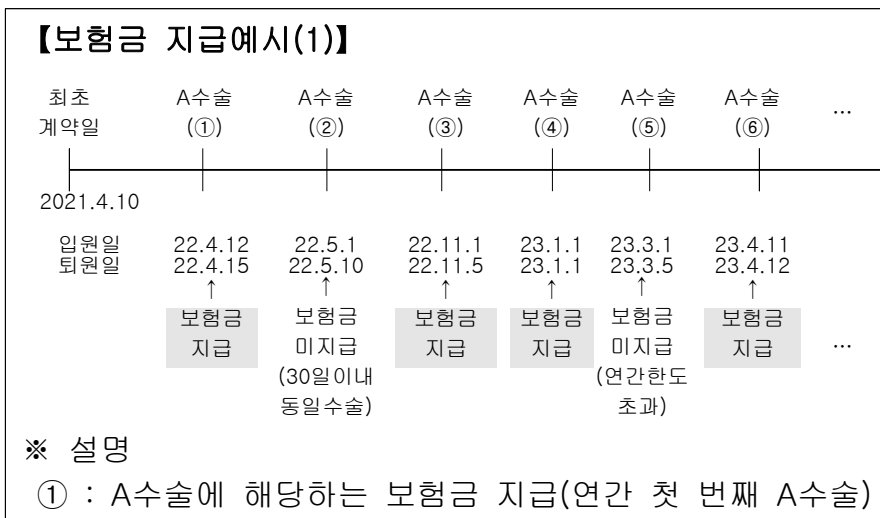 【보험금 지급예시(1)】
최초 A수술 A수술 A수술 A수술 A수술 A수술 …
계약일 (①) (②) (③) (④) (⑤) (⑥)
2021.4.10
입원일 22.4.12 22.5.1 22.11.1 23.1.1 23.3.1 23.4.11
퇴원일 22.4.15 22.5.10 22.11.5 23.1.1 23.3.5 23.4.12
↑ ↑ ↑ ↑ ↑ ↑
보험금 보험금 보험금 보험금 보험금 보험금
지급 미지급 지급 지급 미지급 지급 …
(30일이내 (연간한도
동일수술) 초과)
※ 설명
① : A수술에 해당하는 보험금 지급(연간 첫 번째 A수술)